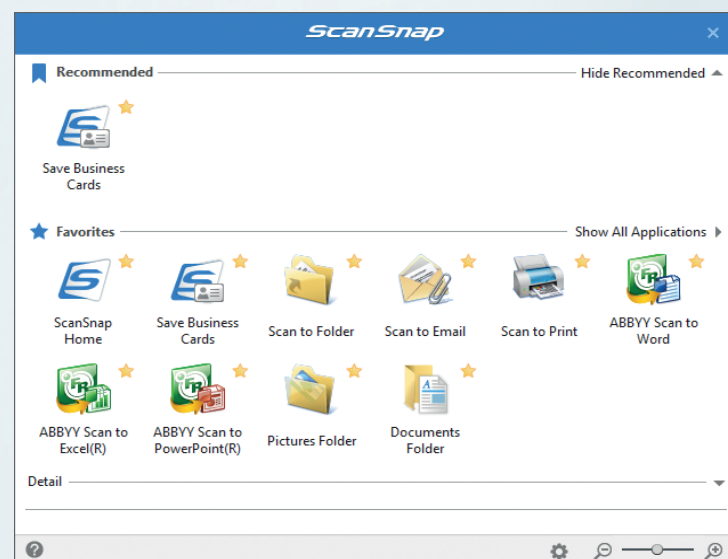 ScanSnap
Recommended
Hide Recommended
Save Business
Cards
Favorites
Show All Applications
ScanSnap
Home
Save Business
Cards
Scan to Folder
Scan to Email
Scan to Print
ABBYY Scan to
Word
ABBYY Scan to
Excel(R)
ABBYY Scan to
PowerPoint(R)
Pictures Folder
Documents
Folder
Detail